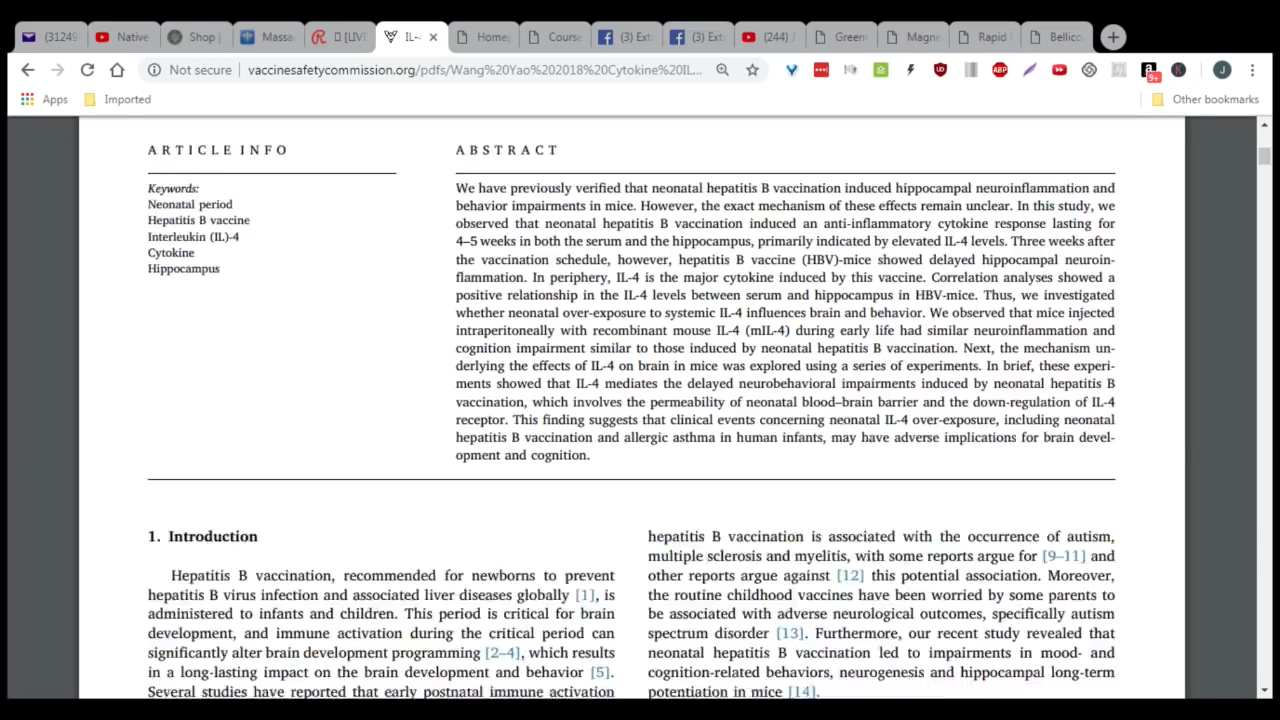 (31249
Native
Shop |
Massa
[LIVE
IL-
Home
Course
(3) Ext
(3) Ext
(244)
Green
Magne
Rapid
Bellico
Not secure | vaccinesafetycommission.org/pdfs/Wang%20Yao%202018%20Cytokine%20IL...
ABP
9+
J
Apps
Imported
Other bookmarks
ARTICLE INFO
Keywords:
Neonatal period
Hepatitis B vaccine
Interleukin (IL)-4
Cytokine
Hippocampus
ABSTRACT
We have previously verified that neonatal hepatitis B vaccination induced hippocampal neuroinflammation and
behavior impairments in mice. However, the exact mechanism of these effects remain unclear. In this study, we
observed that neonatal hepatitis B vaccination induced an anti-inflammatory cytokine response lasting for
4–5 weeks in both the serum and the hippocampus, primarily indicated by elevated IL-4 levels. Three weeks after
the vaccination schedule, however, hepatitis B vaccine (HBV)-mice showed delayed hippocampal neuroin-
flammation. In periphery, IL-4 is the major cytokine induced by this vaccine. Correlation analyses showed a
positive relationship in the IL-4 levels between serum and hippocampus in HBV-mice. Thus, we investigated
whether neonatal over-exposure to systemic IL-4 influences brain and behavior. We observed that mice injected
intraperitoneally with recombinant mouse IL-4 (mIL-4) during early life had similar neuroinflammation and
cognition impairment similar to those induced by neonatal hepatitis B vaccination. Next, the mechanism un-
derlying the effects of IL-4 on brain in mice was explored using a series of experiments. In brief, these experi-
ments showed that IL-4 mediates the delayed neurobehavioral impairments induced by neonatal hepatitis B
vaccination, which involves the permeability of neonatal blood–brain barrier and the down-regulation of IL-4
receptor. This finding suggests that clinical events concerning neonatal IL-4 over-exposure, including neonatal
hepatitis B vaccination and allergic asthma in human infants, may have adverse implications for brain devel-
opment and cognition.
1. Introduction
Hepatitis B vaccination, recommended for newborns to prevent
hepatitis B virus infection and associated liver diseases globally [1], is
administered to infants and children. This period is critical for brain
development, and immune activation during the critical period can
significantly alter brain development programming [2–4], which results
in a long-lasting impact on the brain development and behavior [5].
Several studies have reported that early postnatal immune activation
hepatitis B vaccination is associated with the occurrence of autism,
multiple sclerosis and myelitis, with some reports argue for [9–11] and
other reports argue against [12] this potential association. Moreover,
the routine childhood vaccines have been worried by some parents to
be associated with adverse neurological outcomes, specifically autism
spectrum disorder [13]. Furthermore, our recent study revealed that
neonatal hepatitis B vaccination led to impairments in mood- and
cognition-related behaviors, neurogenesis and hippocampal long-term
potentiation in mice [14].